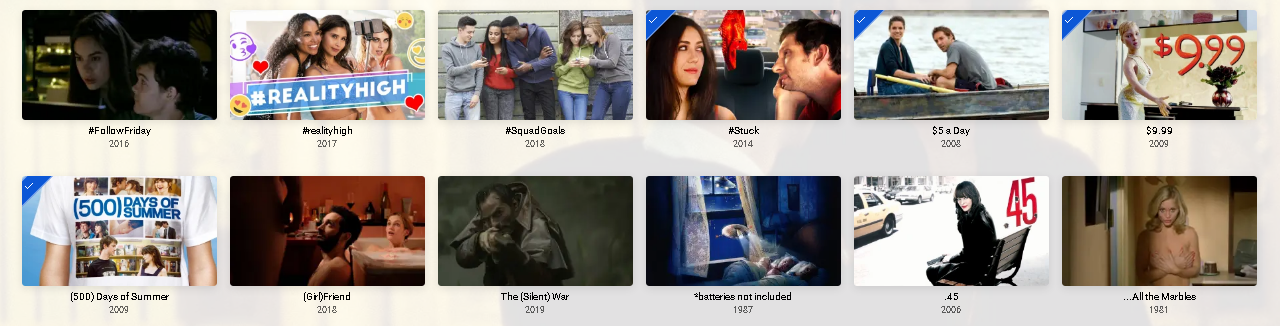 #REALITYHIGH
$9.99
#FollowFriday
2016
#realityhigh
2017
#SquadGoals
2018
#Stuck
2014
$5 a Day
2008
$9.99
2009
(500) DAYS OF
SUMMER
45
(500) Days of Summer
2009
(Girl)Friend
2018
The (Silent) War
2019
*batteries not included
1987
.45
2006
...All the Marbles
1981